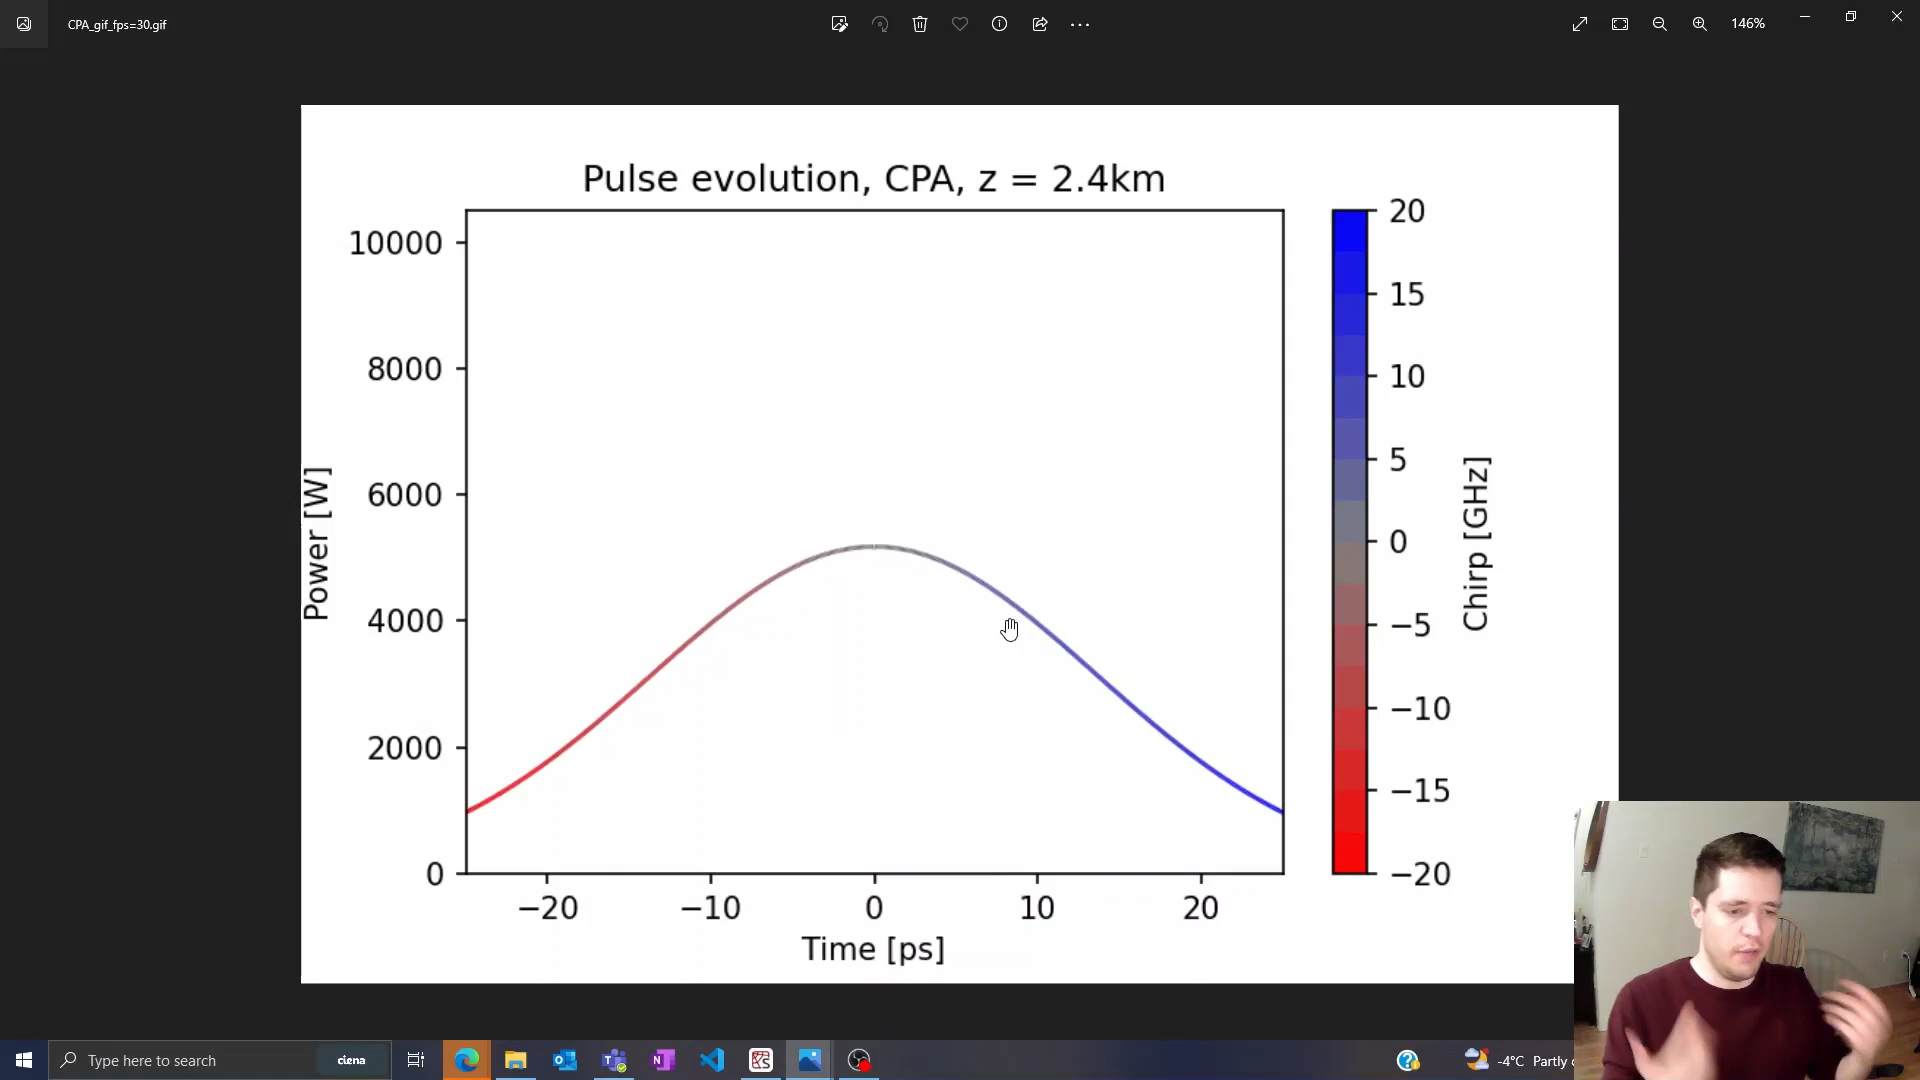 CPA_gif_fps=30.gif
146%
Pulse evolution, CPA, z = 2.4km
10000
8000
6000
4000
2000
0
Power [W]
−20
−10
0
10
20
Time [ps]
20
15
10
5
0
−5
−10
−15
−20
Chirp [GHz]
Type here to search
ciena
-4°C Partly